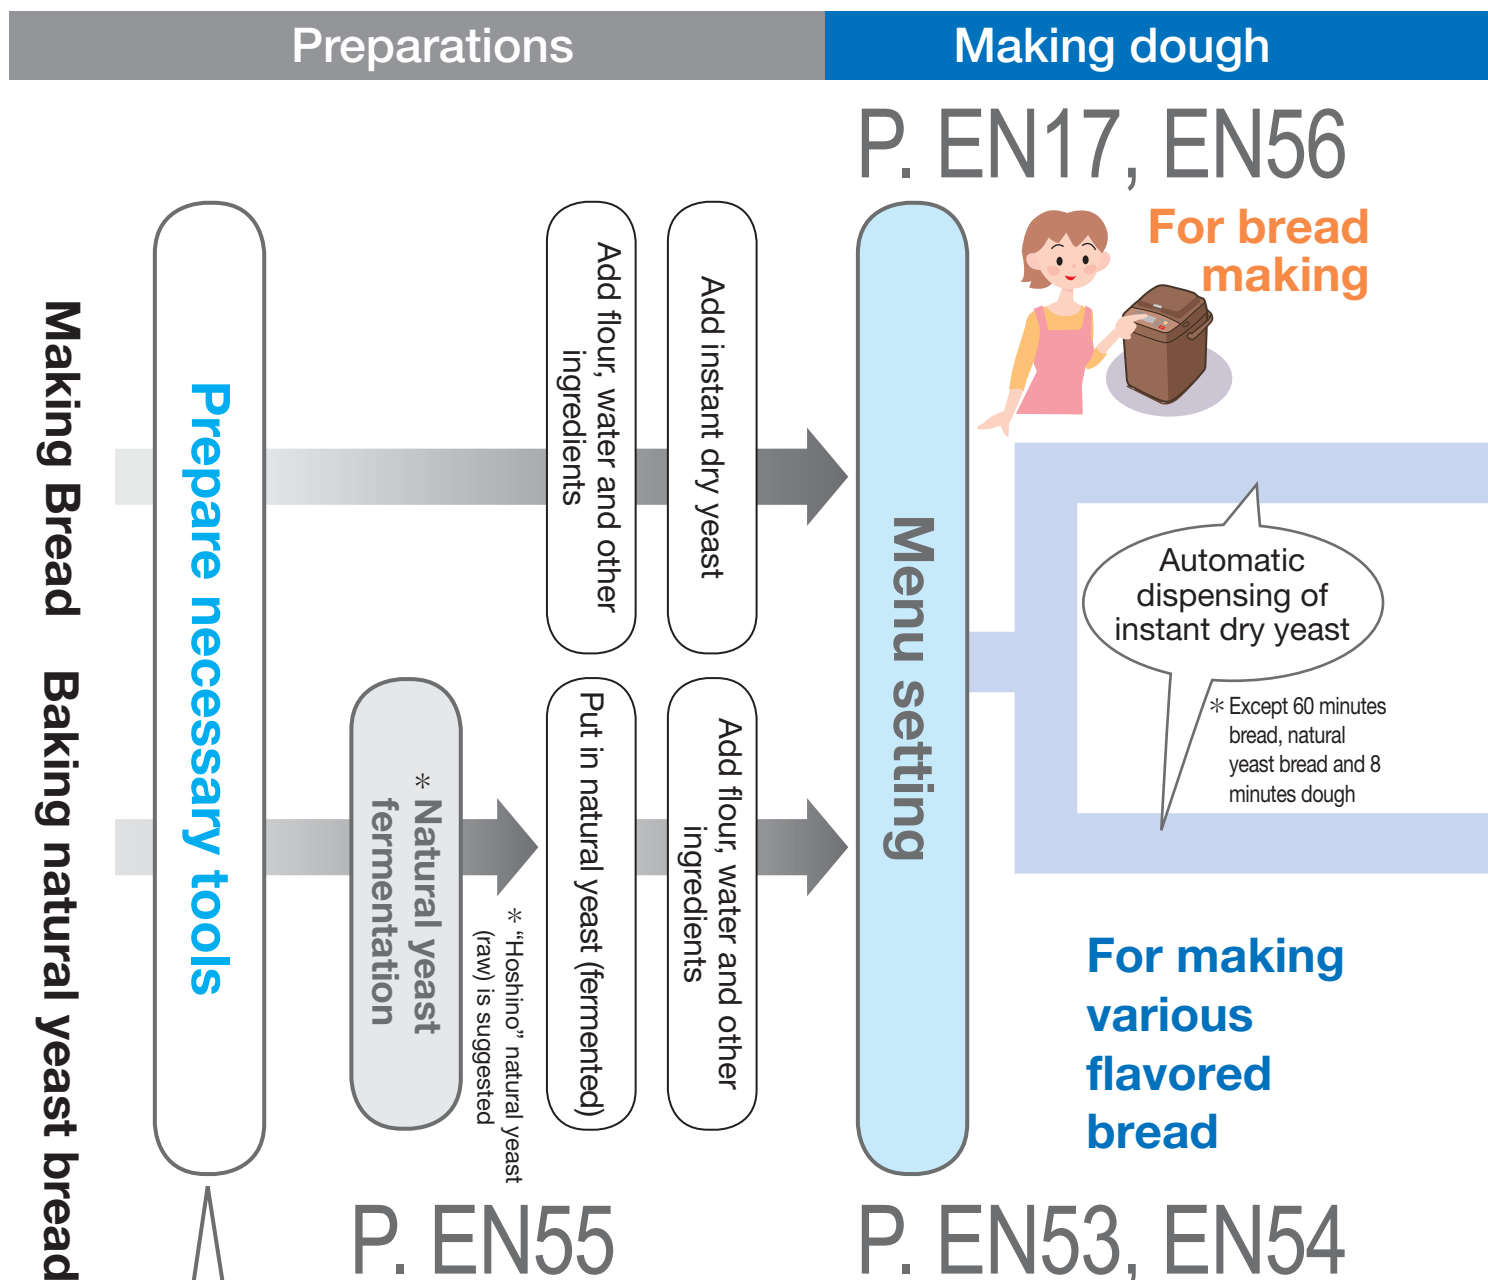 Preparations
Making dough
P. EN17, EN56
Making Bread
Baking natural yeast bread
Prepare necessary tools
Add flour, water and other
ingredients
Add instant dry yeast
* Natural yeast
fermentation
* “Hoshino” natural yeast
(raw) is suggested
Put in natural yeast (fermented)
Add flour, water and other
ingredients
Menu setting
For bread
making
Automatic
dispensing of
instant dry yeast
* Except 60 minutes
bread, natural
yeast bread and 8
minutes dough
For making
various
flavored
bread
P. EN55
P. EN53, EN54